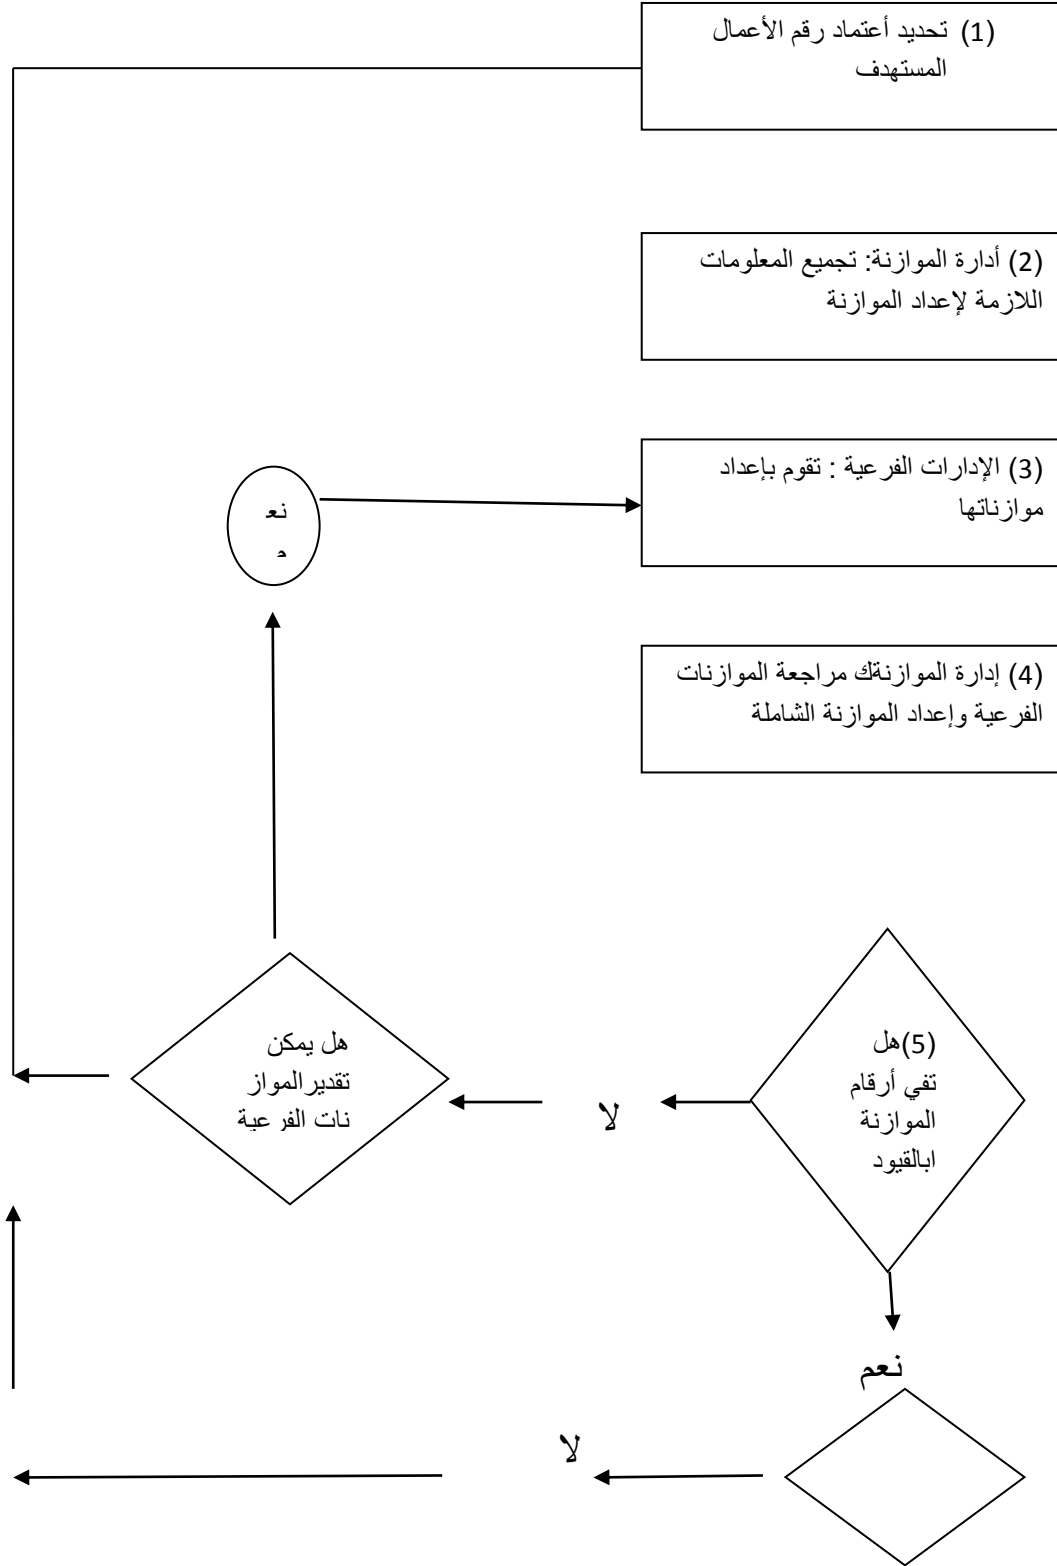 (1) تحديد أعتماد رقم الأعمال
المستهدف
(2) أدارة الموازنة: تجميع المعلومات
اللازمة لإعداد الموازنة
(3) الإدارات الفرعية : تقوم بإعداد
موازناتها
نع
م
(4) إدارة الموازنةك مراجعة الموازنات
الفرعية وإعداد الموازنة الشاملة
(5)هل
تفي أرقام
الموازنة
ابالقيود
لا
هل يمكن
تقديرالمواز
نات الفرعية
نعم
لا